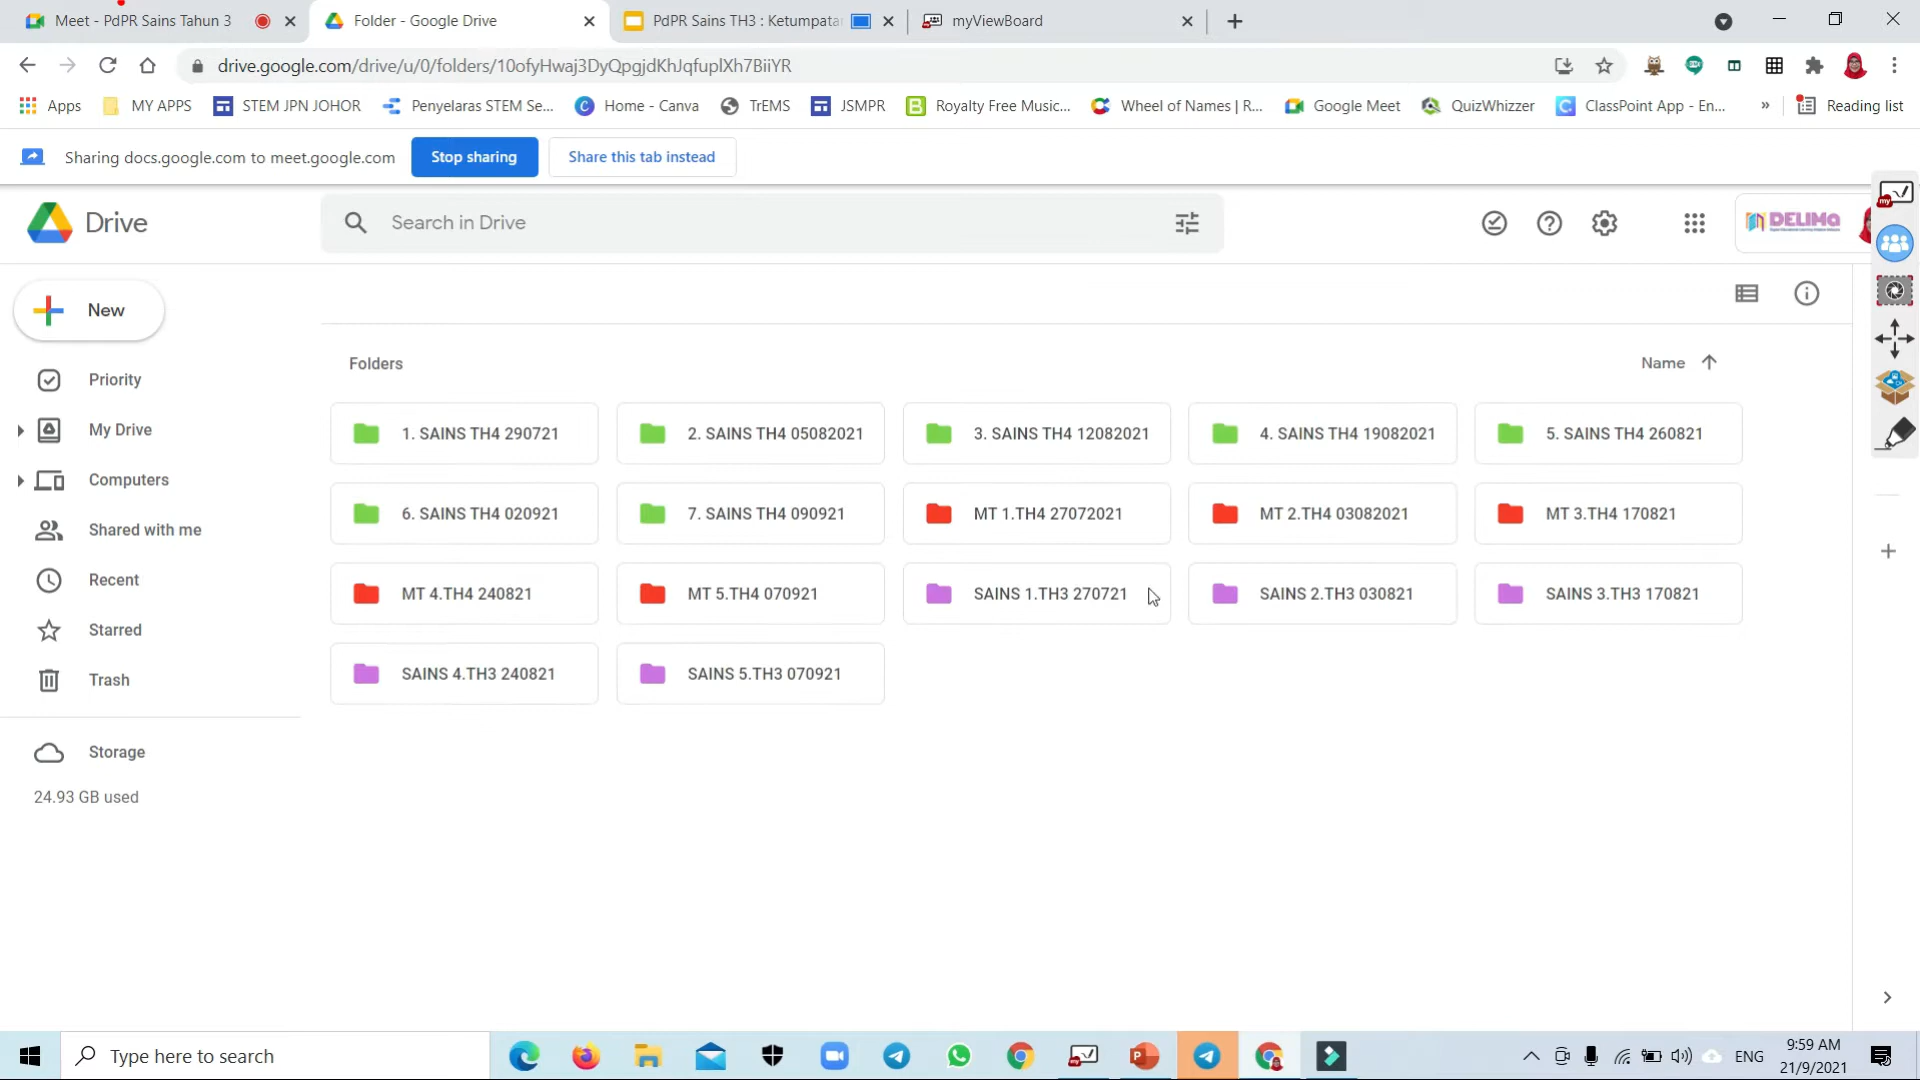 Meet - PdPR Sains Tahun 3
Folder - Google Drive
PdPR Sains TH3 : Ketumpata
myViewBoard
drive.google.com/drive/u/0/folders/10ofyHwaj3DyQpgjdKhJqfuplXh7BiiYR
Apps
MY APPS
STEM JPN JOHOR
Penyelaras STEM Se...
Home - Canva
TrEMS
JSMPR
Royalty Free Music...
Wheel of Names | R...
Google Meet
QuizWhizzer
ClassPoint App - En...
»
Reading list
Sharing docs.google.com to meet.google.com
Stop sharing
Share this tab instead
Drive
Search in Drive
DELIMa
New
Priority
My Drive
Computers
Shared with me
Recent
Starred
Trash
Storage
24.93 GB used
Folders
Name
1. SAINS TH4 290721
2. SAINS TH4 05082021
3. SAINS TH4 12082021
4. SAINS TH4 19082021
5. SAINS TH4 260821
6. SAINS TH4 020921
7. SAINS TH4 090921
MT 1.TH4 27072021
MT 2.TH4 03082021
MT 3.TH4 170821
MT 4.TH4 240821
MT 5.TH4 070921
SAINS 1.TH3 270721
SAINS 2.TH3 030821
SAINS 3.TH3 170821
SAINS 4.TH3 240821
SAINS 5.TH3 070921
my
Type here to search
ENG
9:59 AM
21/9/2021